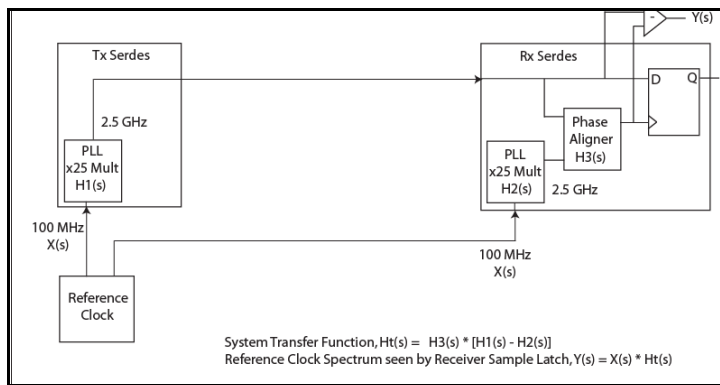 Y(s)
-
Tx Serdes
Rx Serdes
D
Q
2.5 GHz
Phase
Aligner
H3(s)
PLL
x25 Mult
H1(s)
PLL
x25 Mult
H2(s)
2.5 GHz
100 MHz
X(s)
100 MHz
X(s)
Reference
Clock
System Transfer Function, Ht(s) = H3(s) * [H1(s) - H2(s)]
Reference Clock Spectrum seen by Receiver Sample Latch, Y(s) = X(s) * Ht(s)